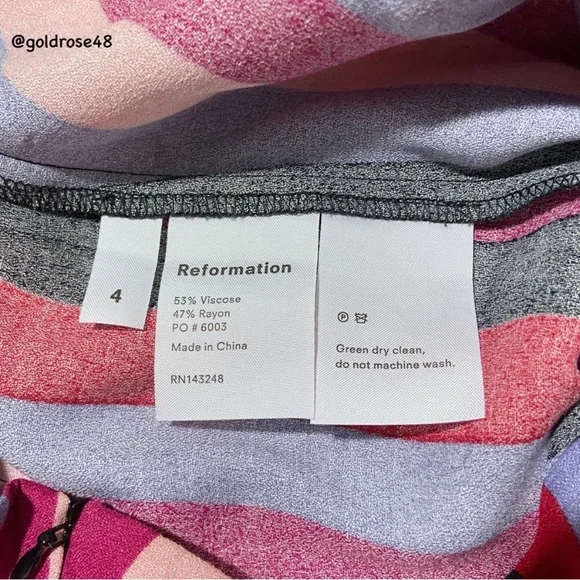 @goldrose48
4
Reformation
53% Viscose
47% Rayon
PO # 6003
Made in China
RN143248
P
Green dry clean,
do not machine wash.